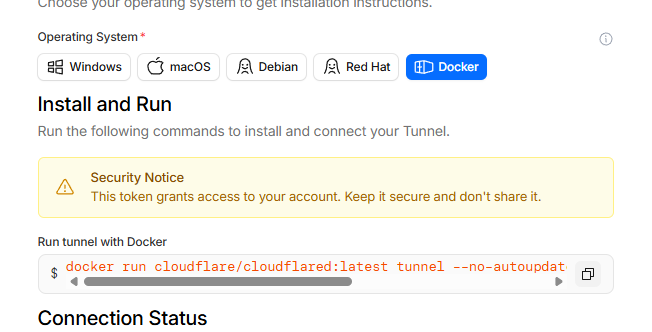 Choose your operating system to get installation instructions.
Operating System *
Windows
macOS
Debian
Red Hat
Docker
Install and Run
Run the following commands to install and connect your Tunnel.
Security Notice
This token grants access to your account. Keep it secure and don't share it.
Run tunnel with Docker
$ docker run cloudflare/cloudflared:latest tunnel --no-autoupdate
Connection Status